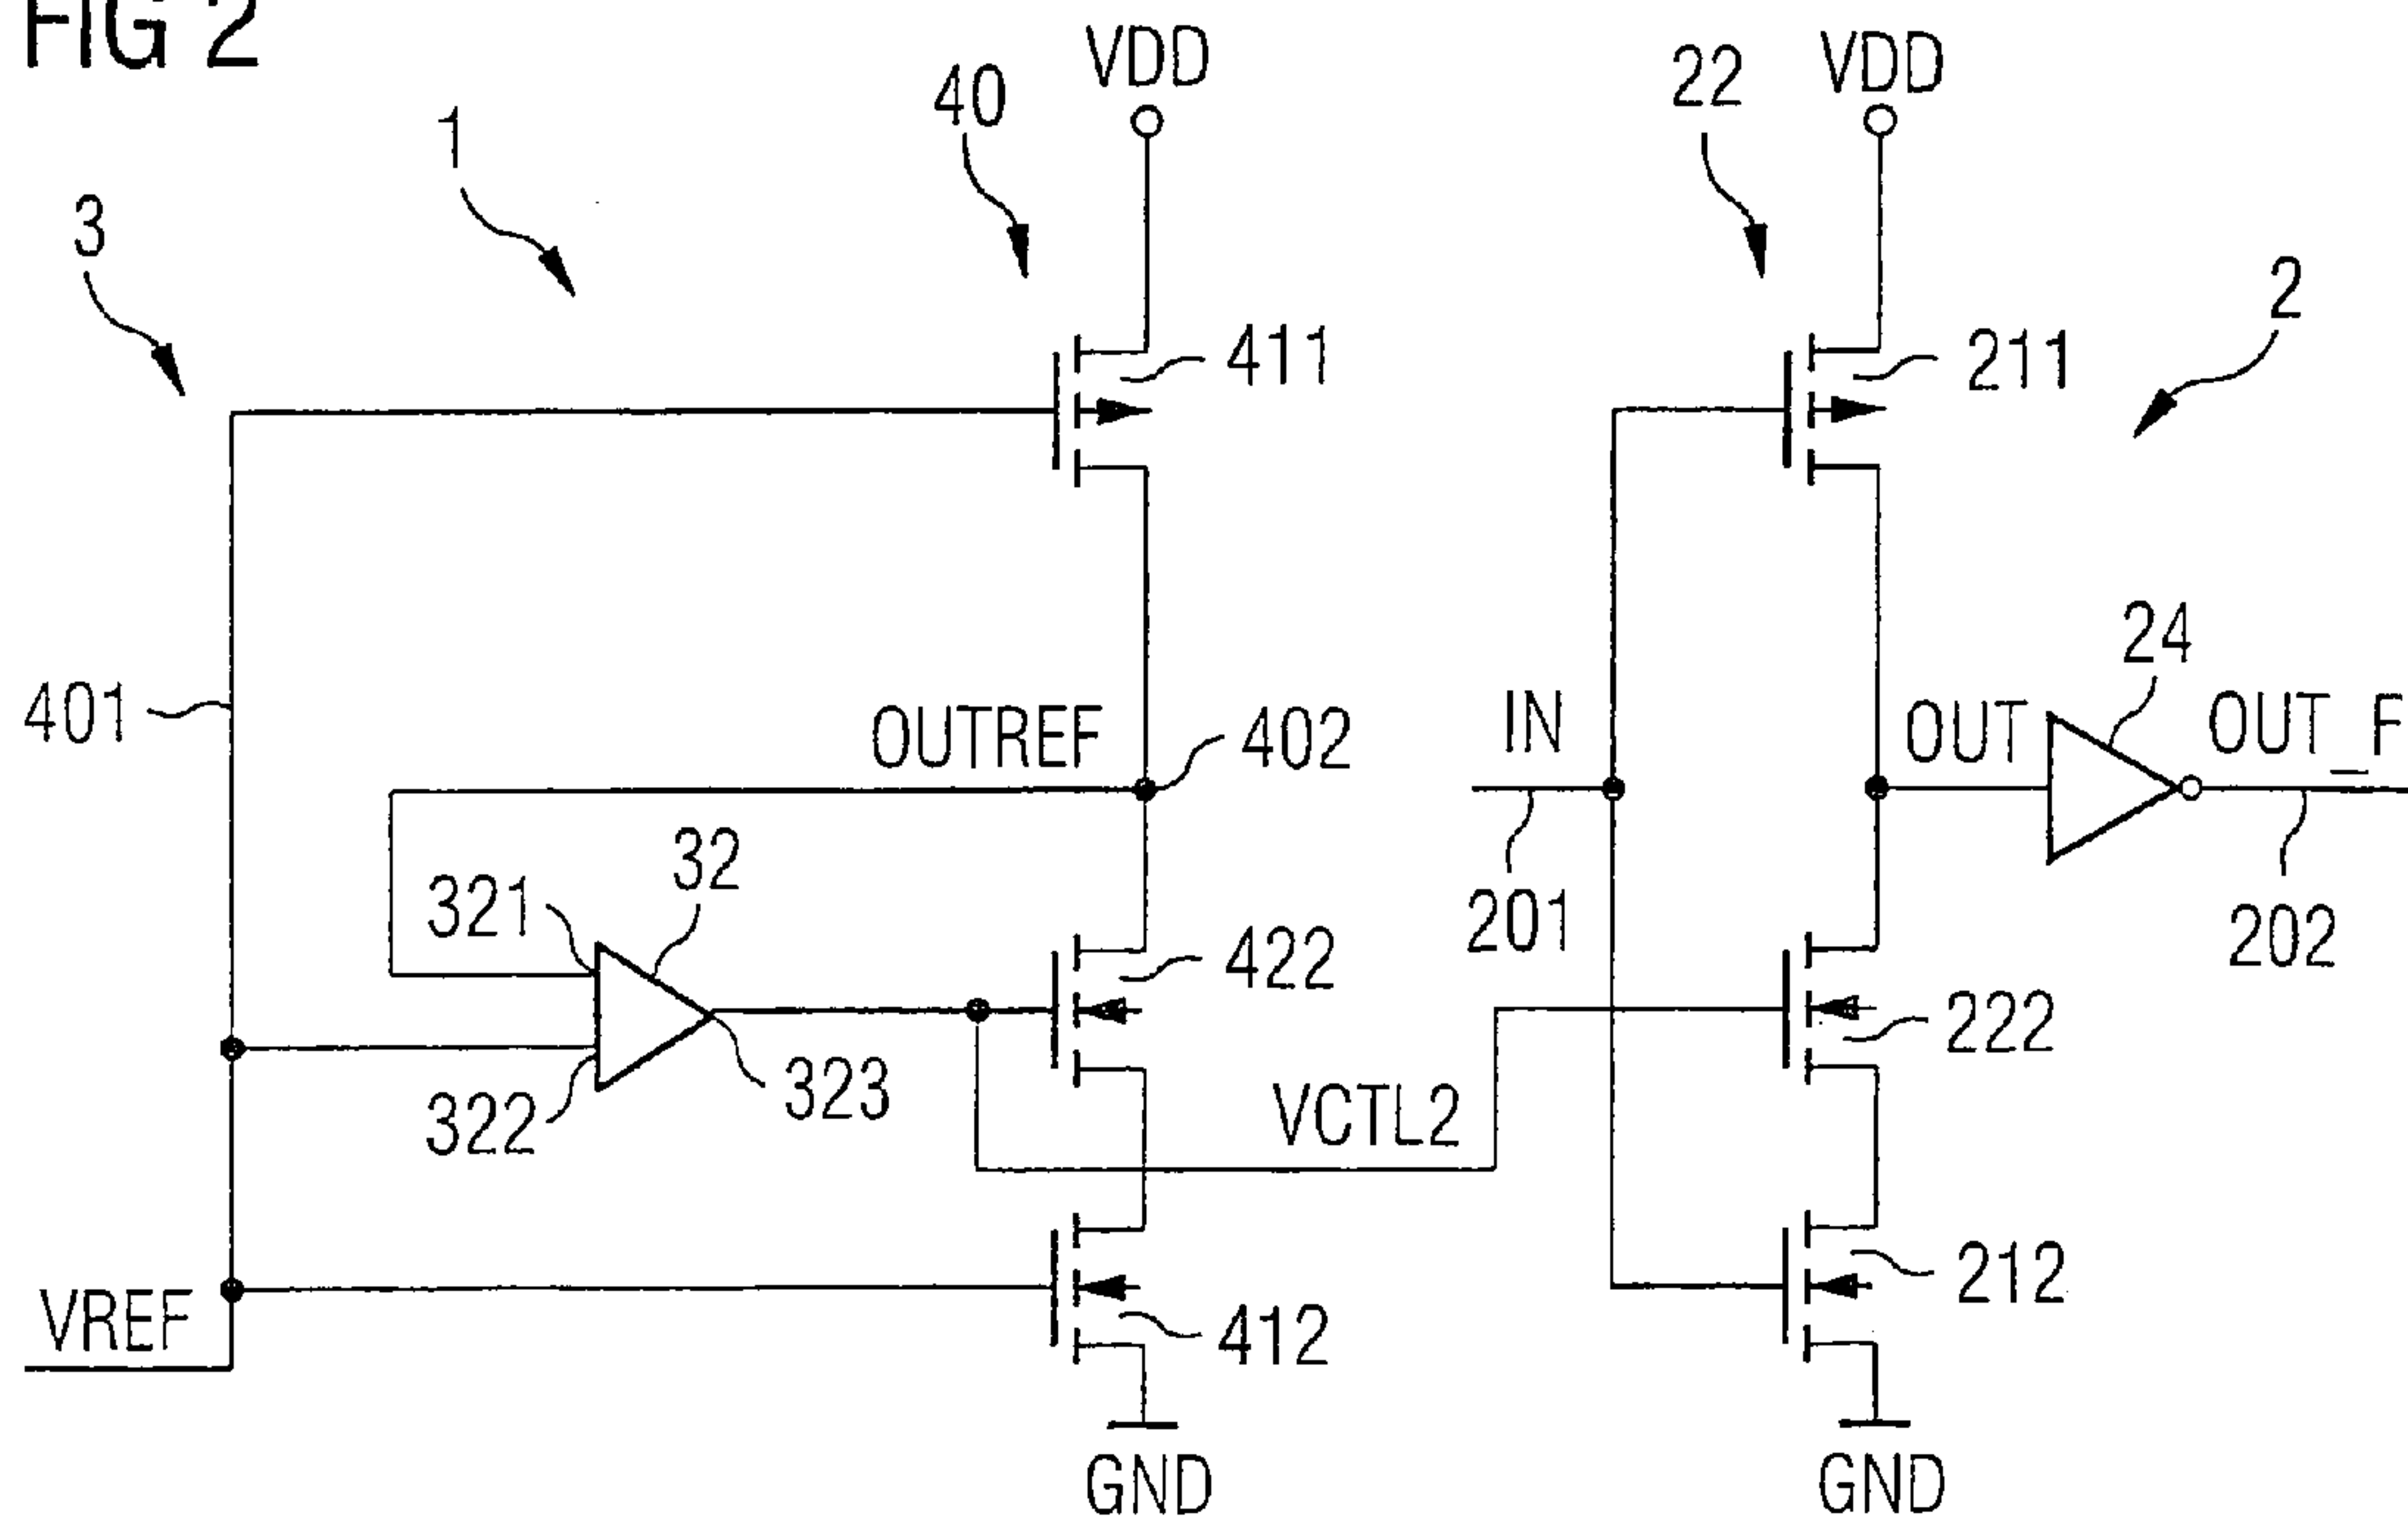 FIG 2
VDD
VDD
40
22
1
3
2
411
211
24
401
OUTREF
402
IN
OUT
OUT_F
32
321
201
202
422
222
323
322
VCTL2
212
VREF
412
GND
GND